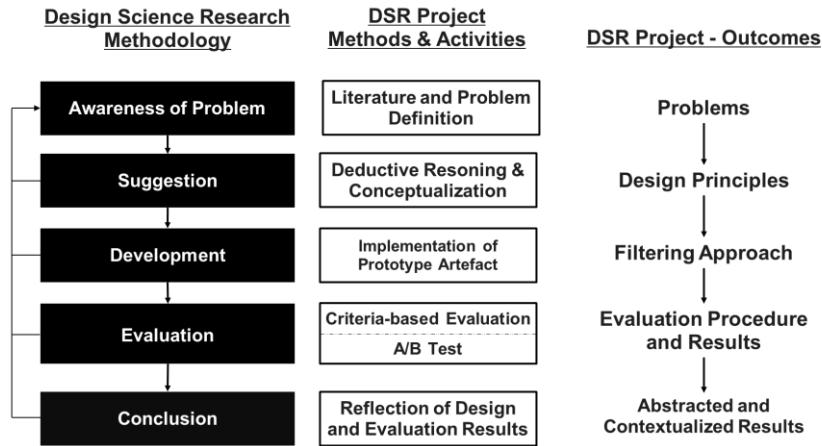 Design Science Research
Methodology
DSR Project
Methods & Activities
DSR Project - Outcomes
Awareness of Problem
Literature and Problem
Definition
Problems
Suggestion
Deductive Resoning &
Conceptualization
Design Principles
Development
Implementation of
Prototype Artefact
Filtering Approach
Evaluation
Criteria-based Evaluation
A/B Test
Evaluation Procedure
and Results
Conclusion
Reflection of Design
and Evaluation Results
Abstracted and
Contextualized Results